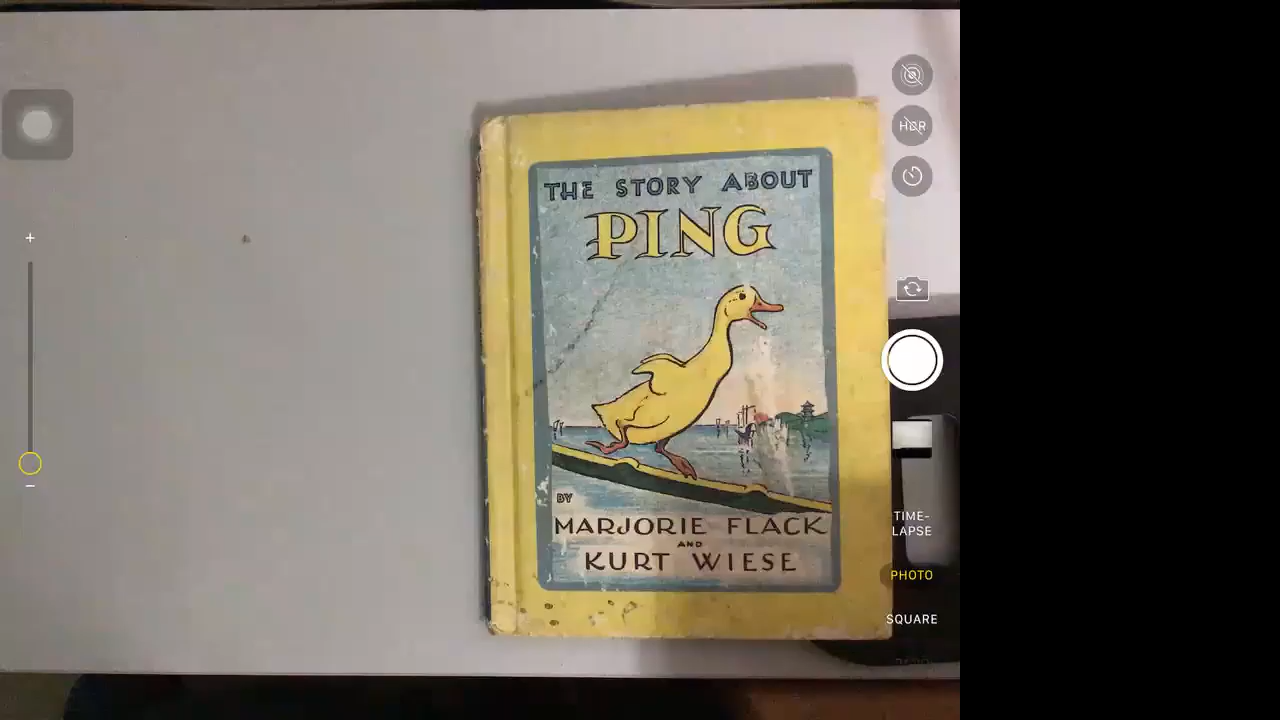 THE STORY ABOUT
PING
BY
MARJORIE FLACK
AND
KURT WIESE
HDR
TIME-
LAPSE
PHOTO
SQUARE